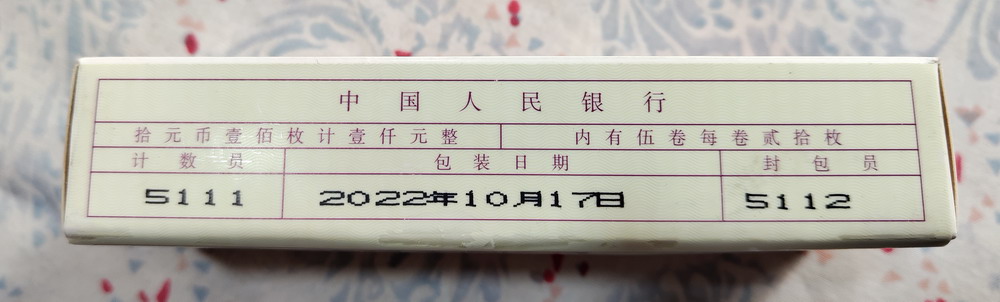 中国人民银行
拾元币壹佰枚计壹仟元整 内有伍卷每卷贰拾枚
计数员 包装日期 封包员
5111 2022年10月17日 5112